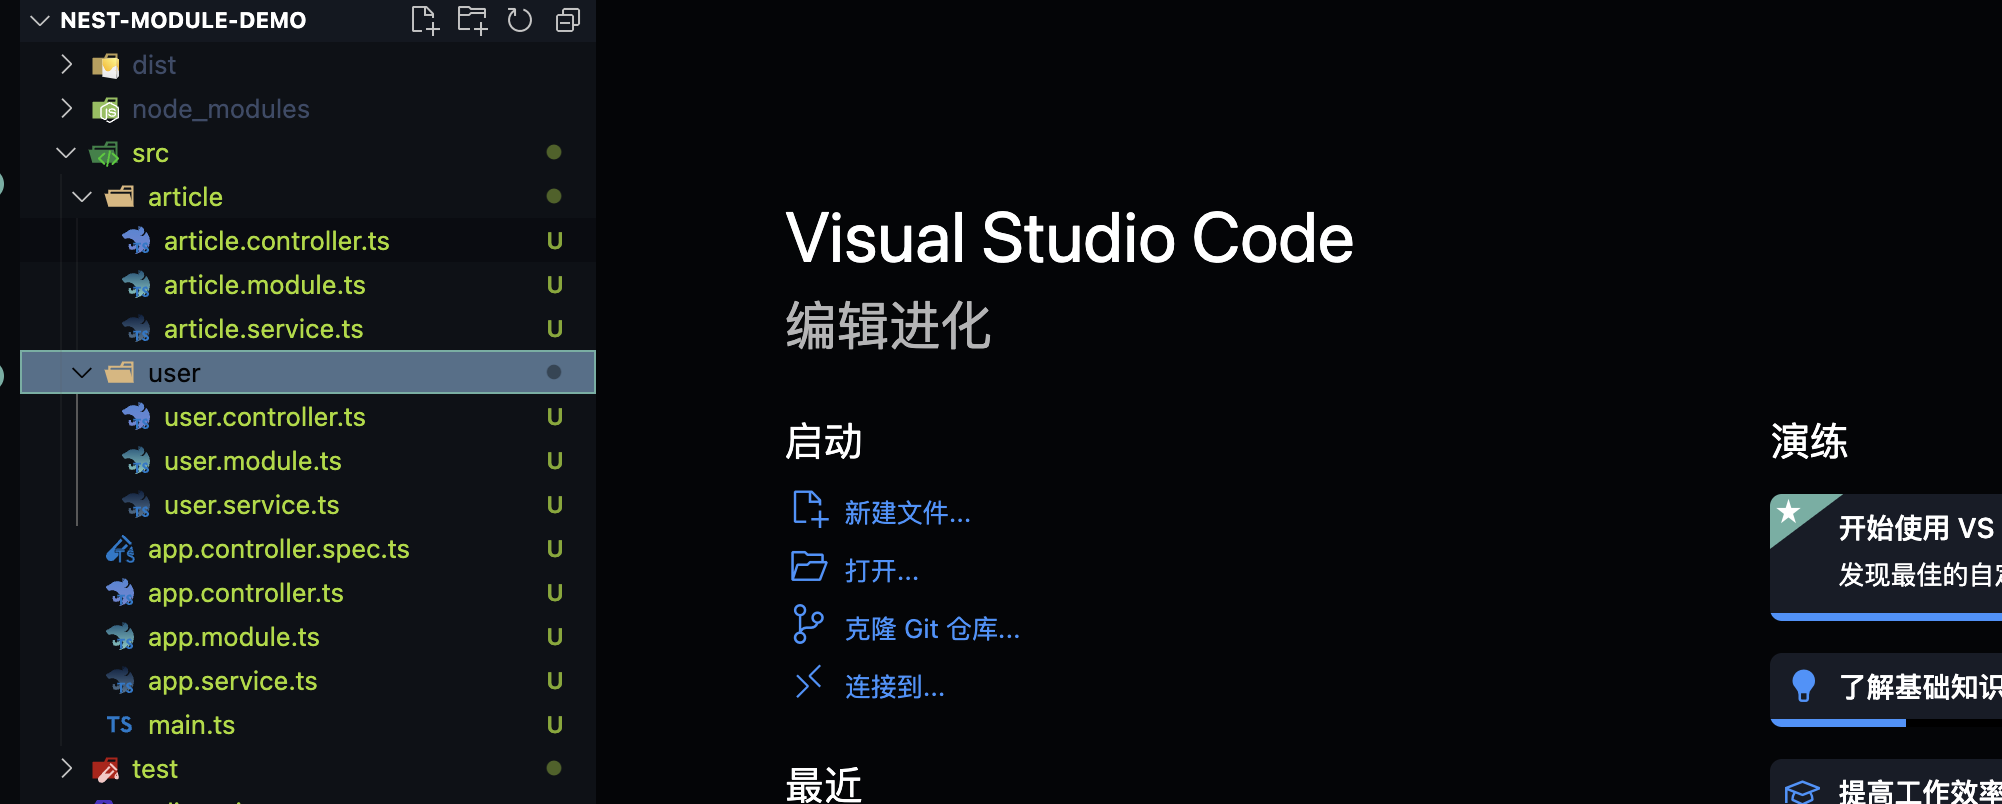 NEST-MODULE-DEMO
dist
node_modules
src
article
article.controller.ts U
article.module.ts U
article.service.ts U
user
user.controller.ts U
user.module.ts U
user.service.ts U
app.controller.spec.ts U
app.controller.ts U
app.module.ts U
app.service.ts U
TS main.ts U
test
Visual Studio Code
编辑进化
启动
新建文件...
打开...
克隆 Git 仓库...
连接到...
最近
演练
开始使用 VS
发现最佳的自定
了解基础知识
提高工作效率